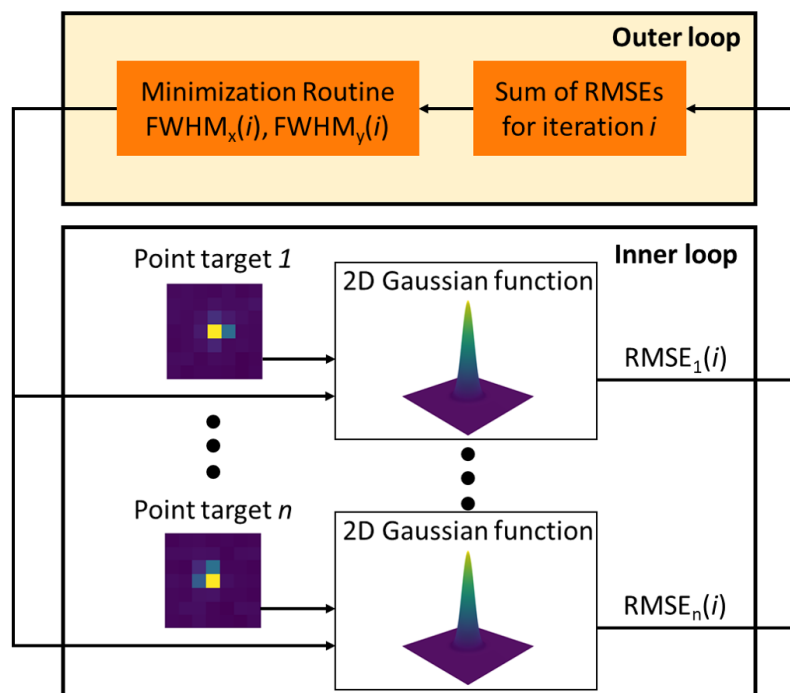 Outer loop
Minimization Routine
FWHMₓ(i), FWHMᵧ(i)
Sum of RMSEs
for iteration i
Inner loop
Point target 1
2D Gaussian function
RMSE₁(i)
Point target n
2D Gaussian function
RMSEₙ(i)